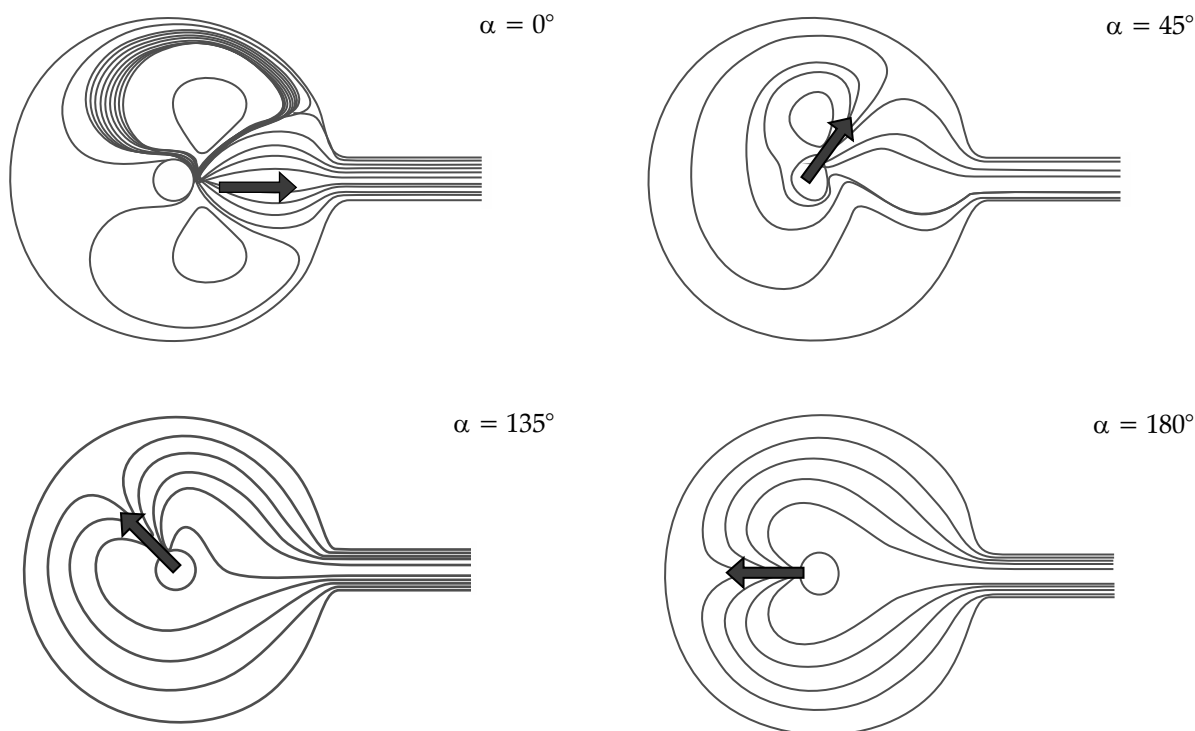 α = 0°
α = 45°
α = 135°
α = 180°